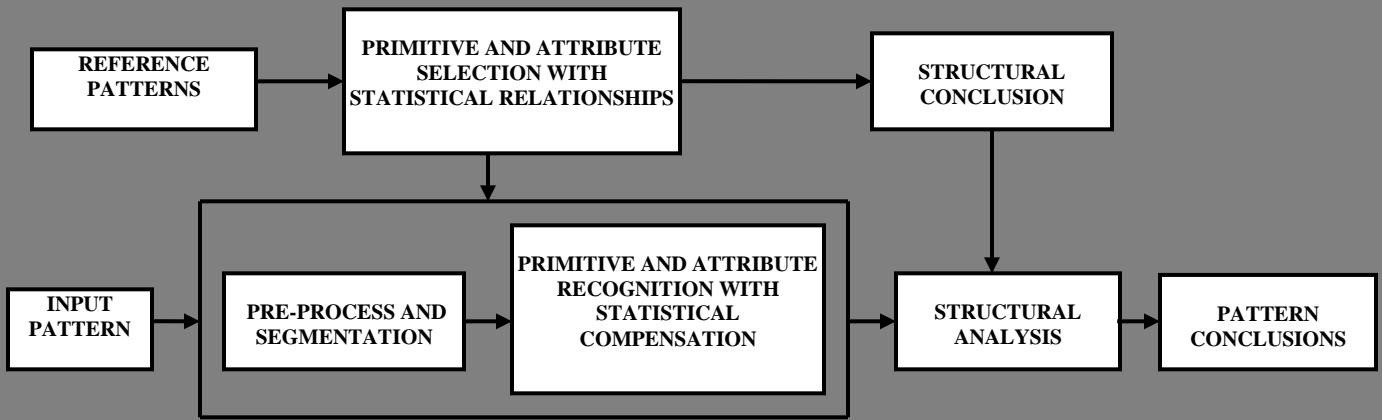 REFERENCE
PATTERNS
PRIMITIVE AND ATTRIBUTE
SELECTION WITH
STATISTICAL RELATIONSHIPS
STRUCTURAL
CONCLUSION
INPUT
PATTERN
PRE-PROCESS AND
SEGMENTATION
PRIMITIVE AND ATTRIBUTE
RECOGNITION WITH
STATISTICAL
COMPENSATION
STRUCTURAL
ANALYSIS
PATTERN
CONCLUSIONS